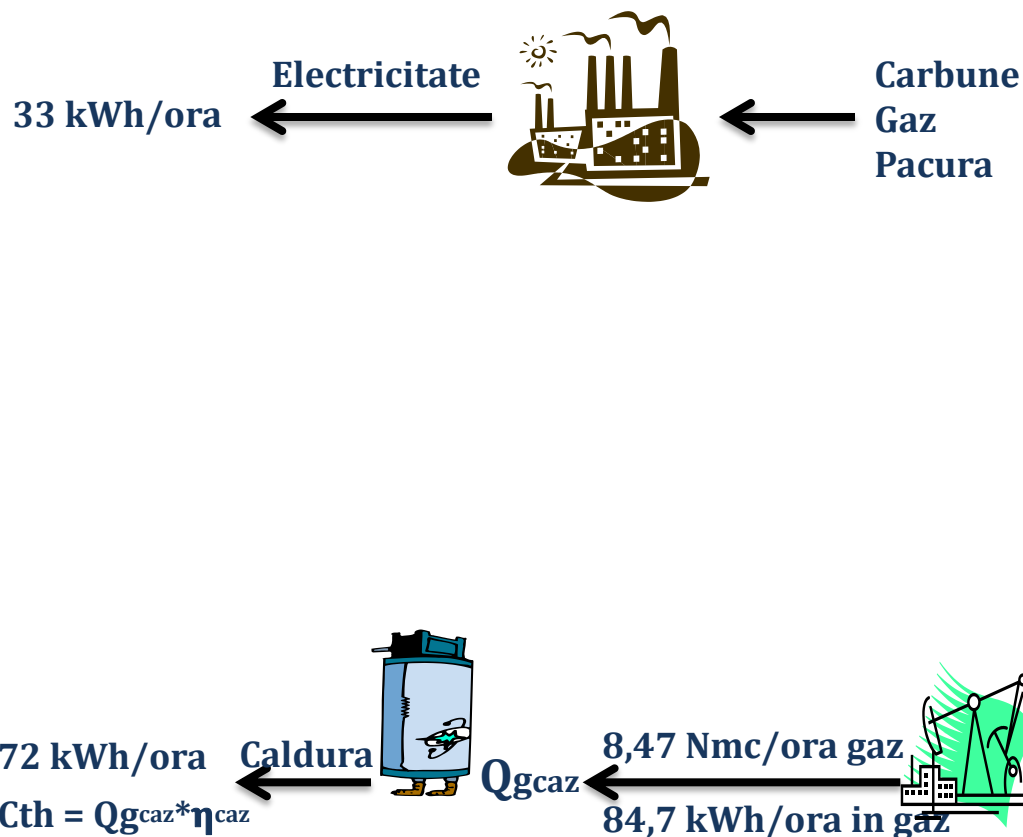 Electricitate
33 kWh/ora
Carbune
Gaz
Pacura
72 kWh/ora
Caldura
Cth = Qgcaz*ηcaz
Qgcaz
8,47 Nmc/ora gaz
84,7 kWh/ora in gaz